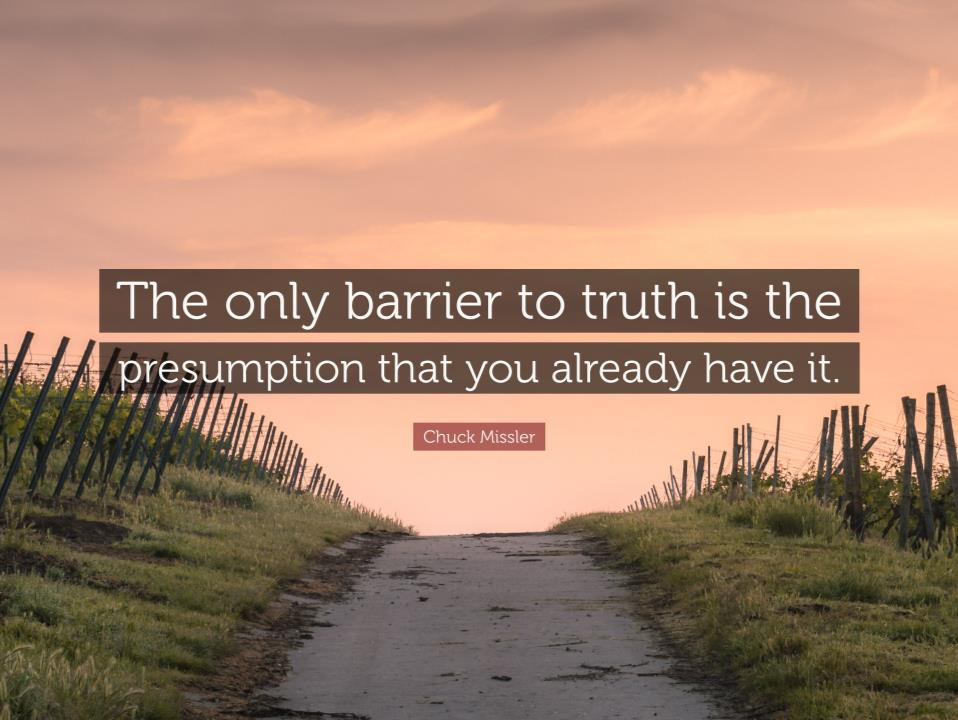 The only barrier to truth is the
presumption that you already have it.
Chuck Missler